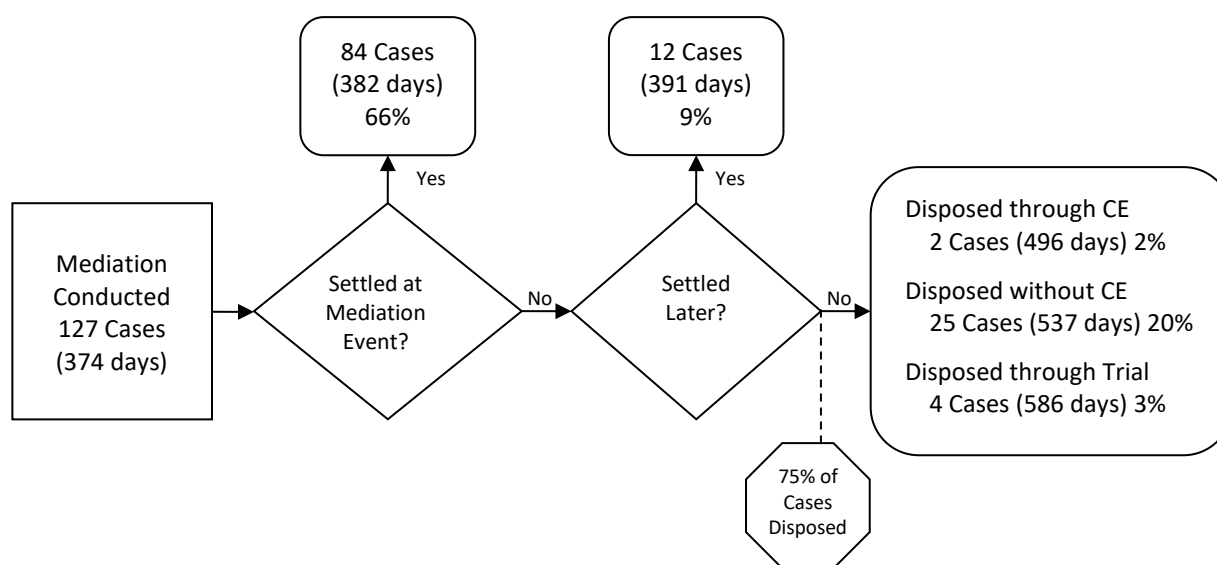 Mediation
Conducted
127 Cases
(374 days)
Settled at
Mediation
Event?
Yes
84 Cases
(382 days)
66%
No
Settled
Later?
Yes
12 Cases
(391 days)
9%
No
75% of
Cases
Disposed
Disposed through CE
2 Cases (496 days) 2%
Disposed without CE
25 Cases (537 days) 20%
Disposed through Trial
4 Cases (586 days) 3%